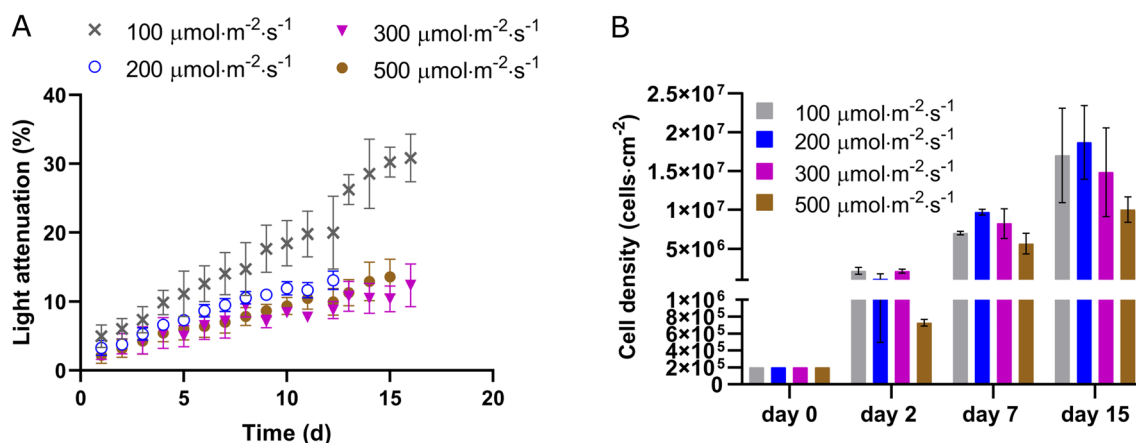 A
100 μmol·m⁻²·s⁻¹
300 μmol·m⁻²·s⁻¹
200 μmol·m⁻²·s⁻¹
500 μmol·m⁻²·s⁻¹
Light attenuation (%)
40
30
20
10
0
0 5 10 15 20
Time (d)
B
100 μmol·m⁻²·s⁻¹
200 μmol·m⁻²·s⁻¹
300 μmol·m⁻²·s⁻¹
500 μmol·m⁻²·s⁻¹
Cell density (cells·cm⁻²)
2.5×10⁷
2×10⁷
1.5×10⁷
1×10⁷
5×10⁶
1×10⁶
8×10⁵
6×10⁵
4×10⁵
2×10⁵
0
day 0 day 2 day 7 day 15